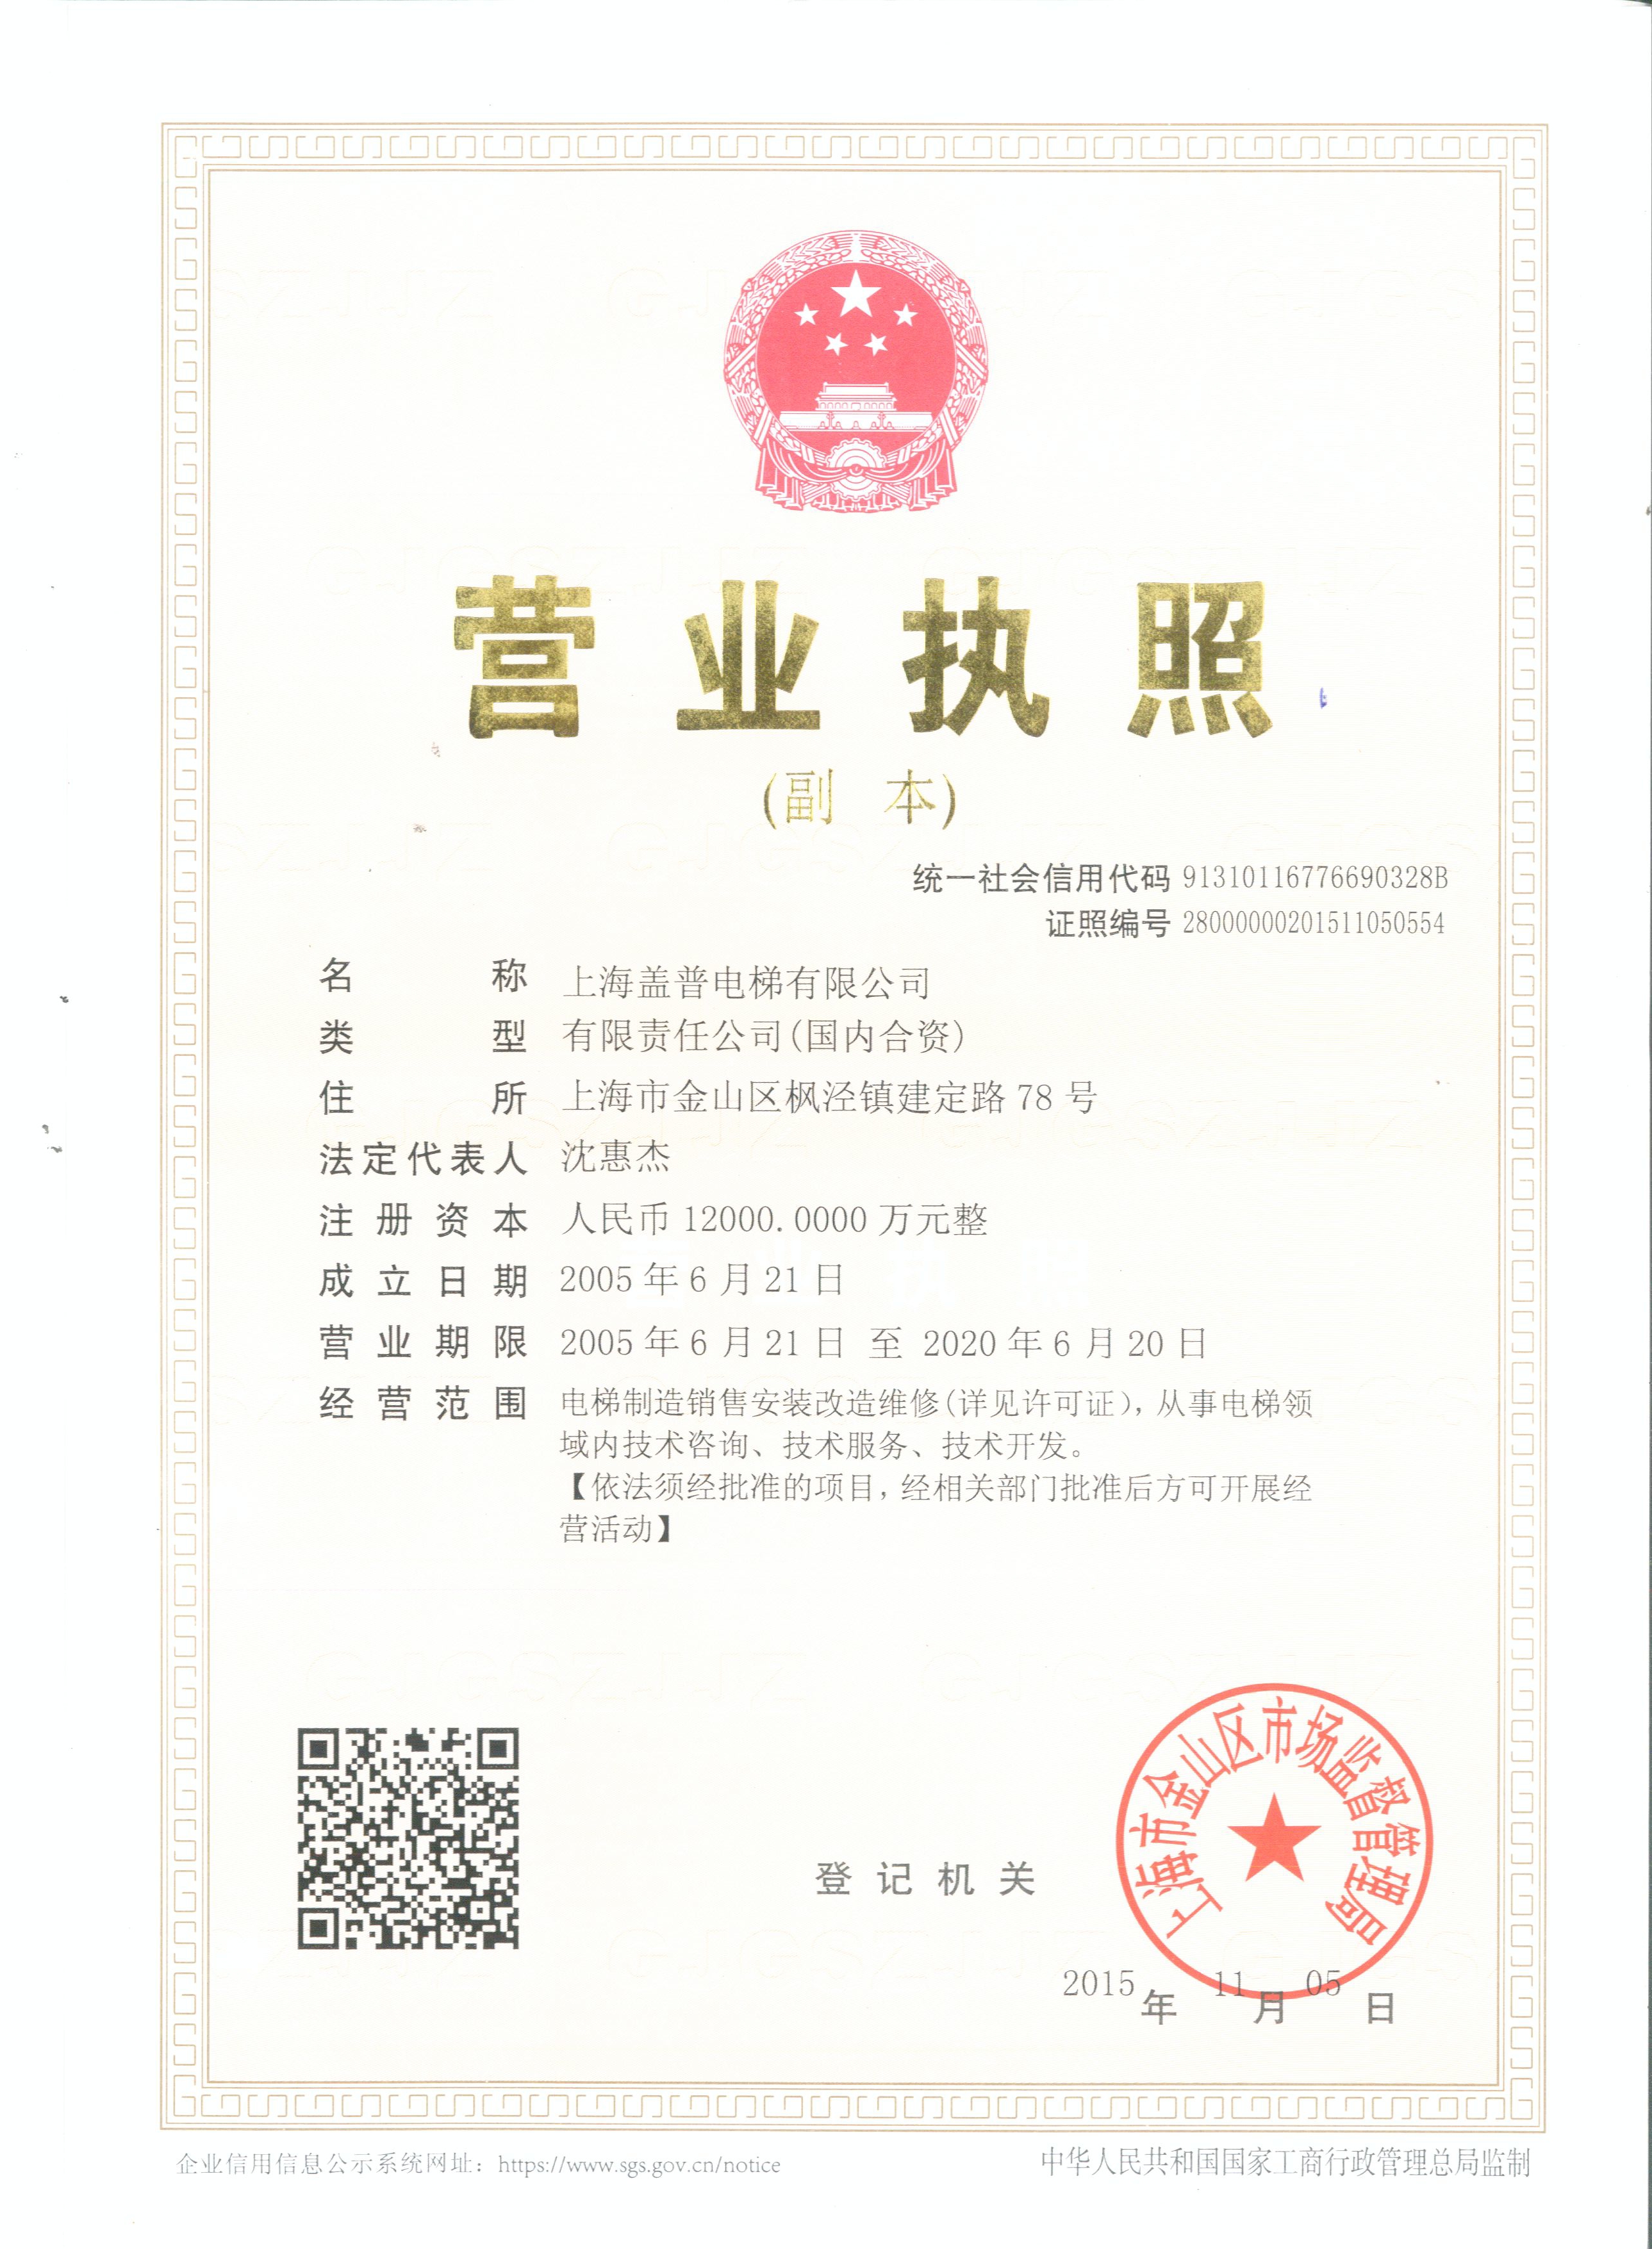 营业执照
(副 本)
统一社会信用代码 91310116776690328B
证照编号 28000000201511050554
名称 上海盖普电梯有限公司
类型 有限责任公司(国内合资)
住所 上海市金山区枫泾镇建定路 78 号
法定代表人 沈惠杰
注册资本 人民币 12000.0000 万元整
成立日期 2005 年 6 月 21 日
营业期限 2005 年 6 月 21 日 至 2020 年 6 月 20 日
经营范围 电梯制造销售安装改造维修(详见许可证), 从事电梯领
域内技术咨询、技术服务、技术开发。
【依法须经批准的项目, 经相关部门批准后方可开展经
营活动】
上海市金山区市场监督管理局
登记机关
2015 年 11 月 05 日
企业信用信息公示系统网址: https://www.sgs.gov.cn/notice
中华人民共和国国家工商行政管理总局监制